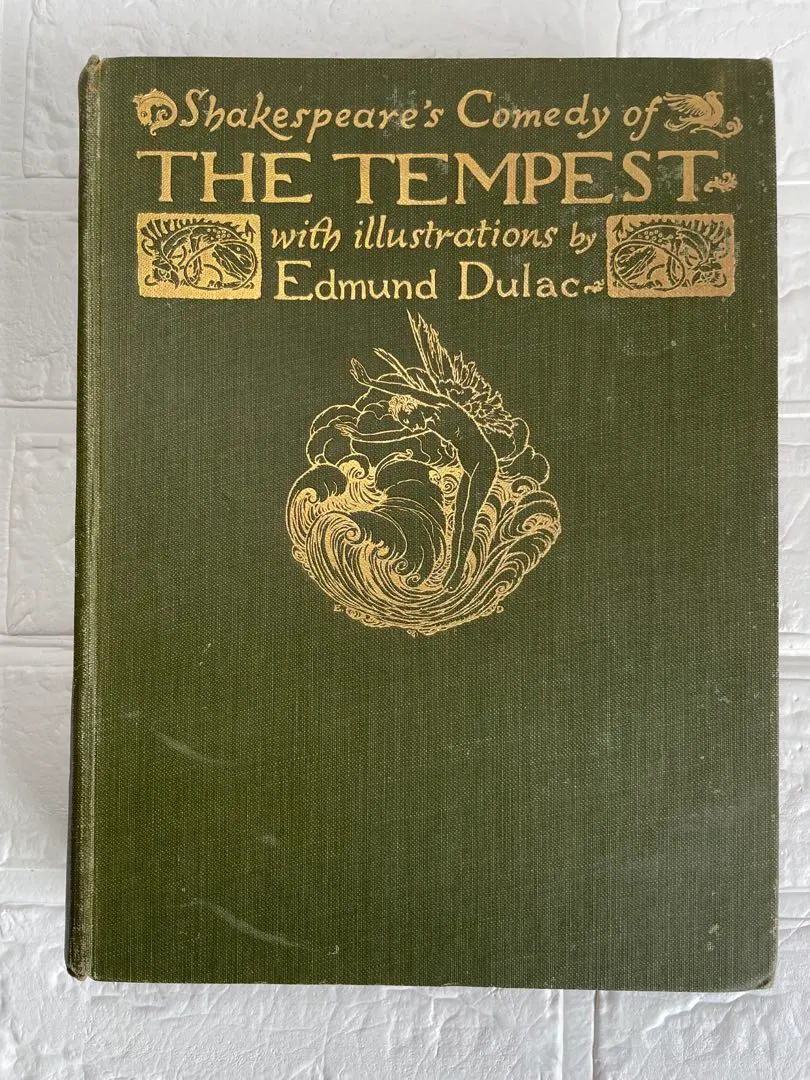 Shakespeare's Comedy of
THE TEMPEST
with illustrations by
Edmund Dulac
E. D